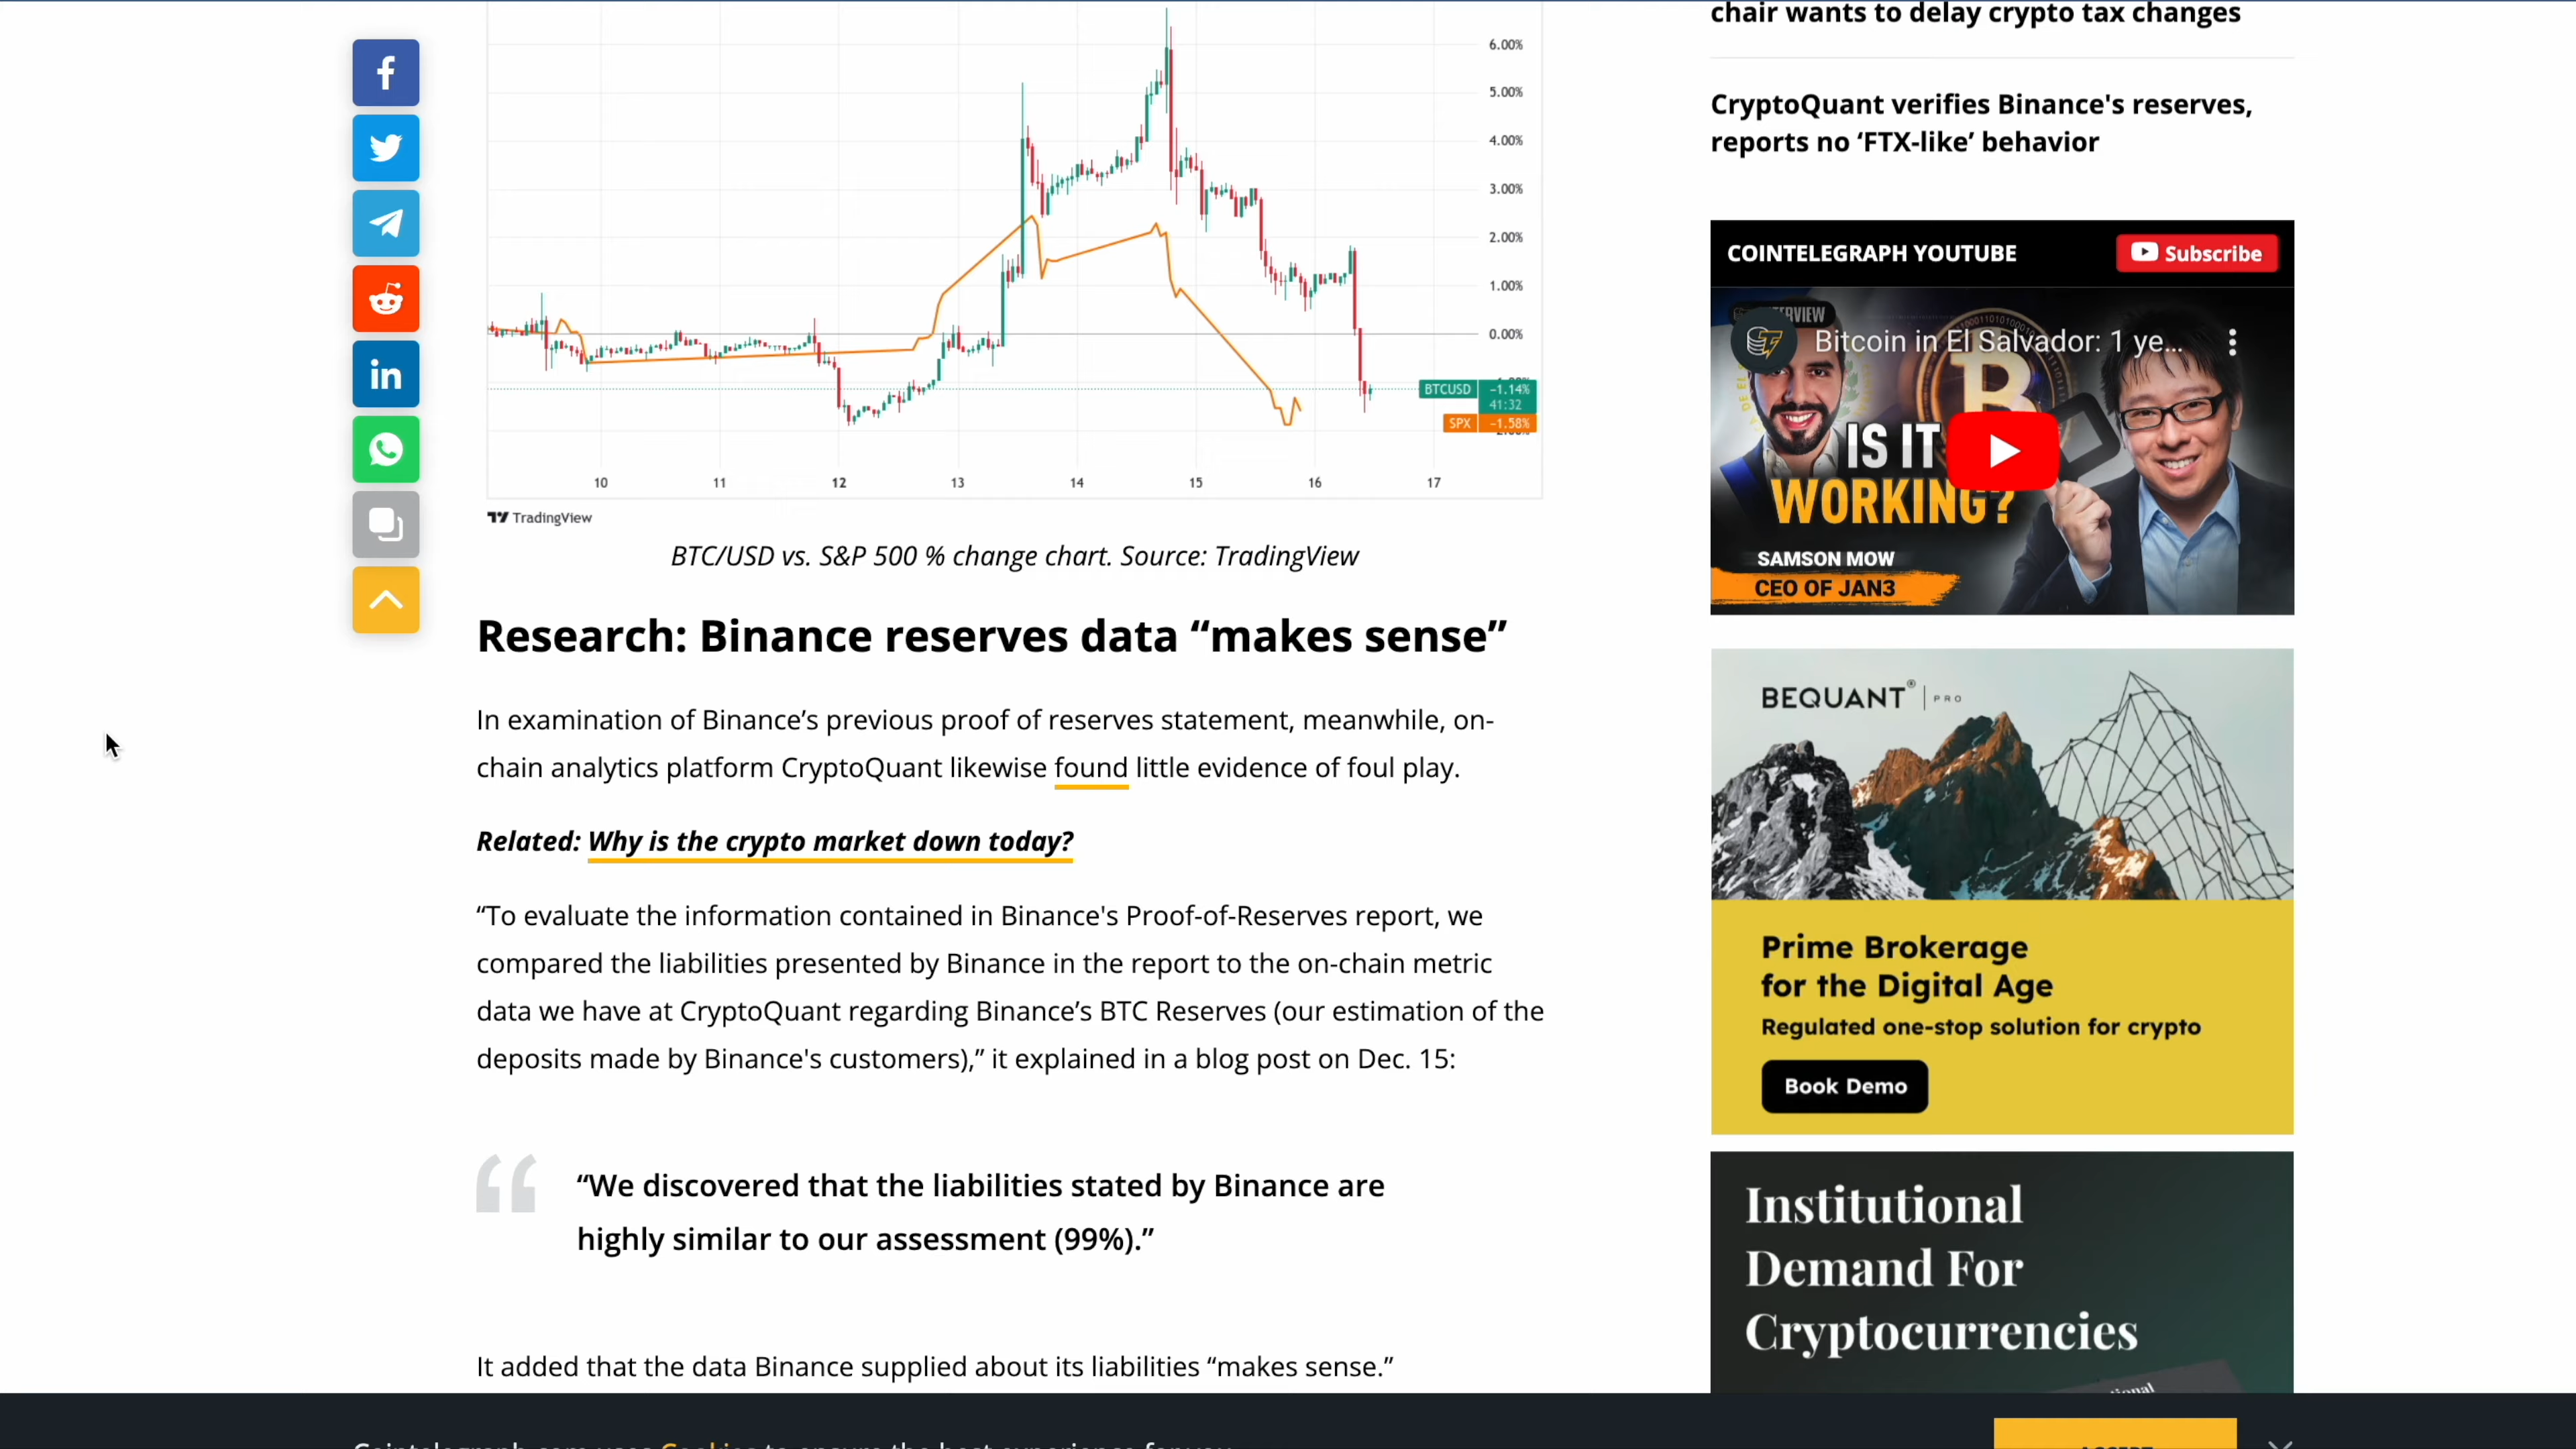 chair wants to delay crypto tax changes
CryptoQuant verifies Binance's reserves,
reports no ‘FTX-like’ behavior
6.00%
5.00%
4.00%
3.00%
2.00%
1.00%
0.00%
BTCUSD −1.14%
41:32
SPX −1.58%
10 11 12 13 14 15 16 17
TradingView
BTC/USD vs. S&P 500 % change chart. Source: TradingView
Research: Binance reserves data “makes sense”
In examination of Binance’s previous proof of reserves statement, meanwhile, on-
chain analytics platform CryptoQuant likewise found little evidence of foul play.
Related: Why is the crypto market down today?
“To evaluate the information contained in Binance's Proof-of-Reserves report, we
compared the liabilities presented by Binance in the report to the on-chain metric
data we have at CryptoQuant regarding Binance’s BTC Reserves (our estimation of the
deposits made by Binance's customers),” it explained in a blog post on Dec. 15:
“We discovered that the liabilities stated by Binance are
highly similar to our assessment (99%).”
It added that the data Binance supplied about its liabilities “makes sense.”
COINTELEGRAPH YOUTUBE
Subscribe
Bitcoin in El Salvador: 1 ye...
IS IT
WORKING?
SAMSON MOW
CEO OF JAN3
BEQUANT® | PRO
Prime Brokerage
for the Digital Age
Regulated one-stop solution for crypto
Book Demo
Institutional
Demand For
Cryptocurrencies